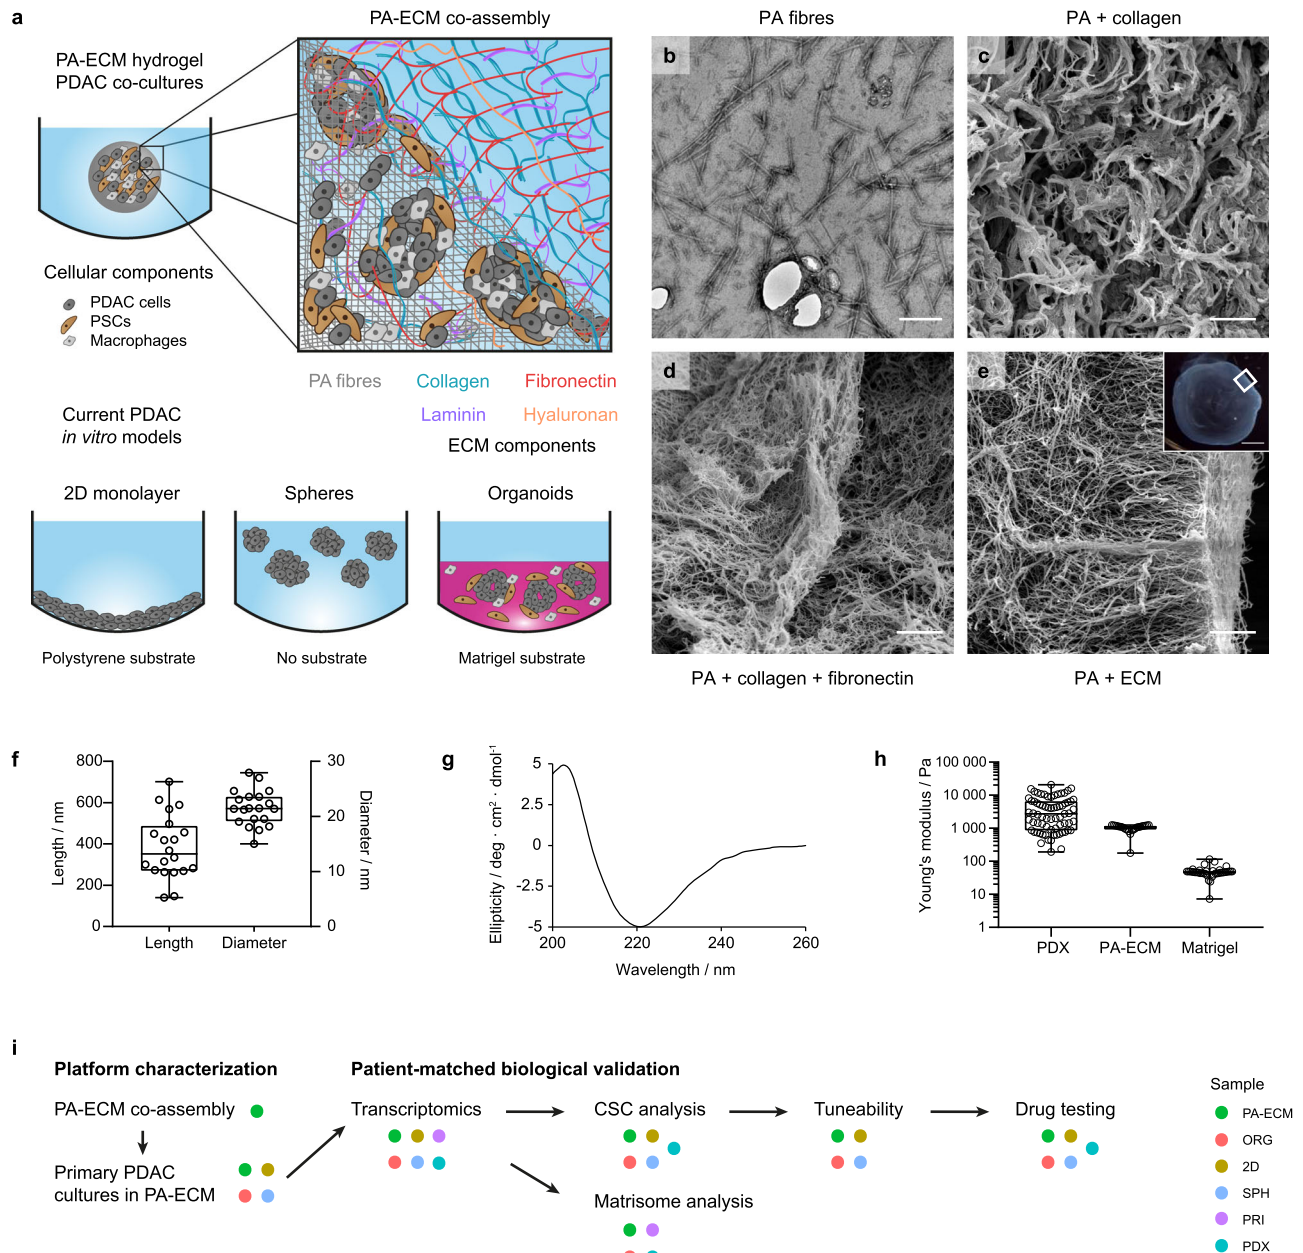 a
PA-ECM co-assembly
PA-ECM hydrogel
PDAC co-cultures
Cellular components
PDAC cells
PSCs
Macrophages
PA fibres
Collagen
Fibronectin
Laminin
Hyaluronan
ECM components
Current PDAC
in vitro models
2D monolayer
Spheres
Organoids
Polystyrene substrate
No substrate
Matrigel substrate
PA fibres
b
PA + collagen
c
d
PA + collagen + fibronectin
e
PA + ECM
f
800
600
400
200
0
Length / nm
30
20
10
0
Diameter / nm
Length
Diameter
g
5
2.5
0
-2.5
-5
Ellipticity / deg · cm² · dmol⁻¹
200
220
240
260
Wavelength / nm
h
100 000
10 000
1 000
100
10
1
Young's modulus / Pa
PDX
PA-ECM
Matrigel
i
Platform characterization
PA-ECM co-assembly
Primary PDAC
cultures in PA-ECM
Patient-matched biological validation
Transcriptomics
CSC analysis
Tuneability
Drug testing
Matrisome analysis
Sample
PA-ECM
ORG
2D
SPH
PRI
PDX